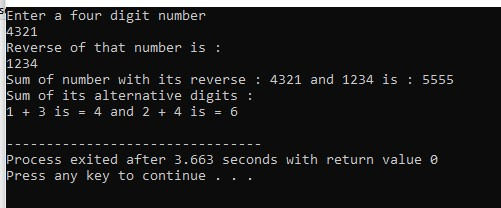 Enter a four digit number
4321
Reverse of that number is :
1234
Sum of number with its reverse : 4321 and 1234 is : 5555
Sum of its alternative digits :
1 + 3 is = 4 and 2 + 4 is = 6
--------------------------------
Process exited after 3.663 seconds with return value 0
Press any key to continue . . .